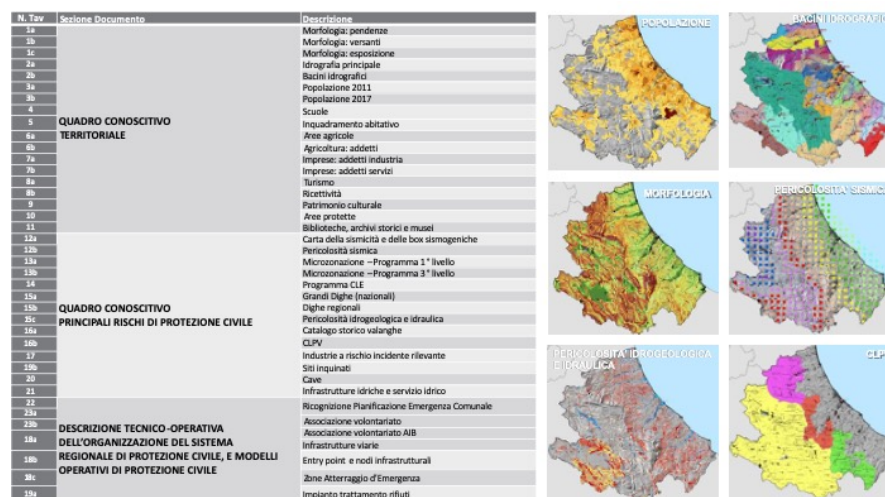 N. Tav Sezione Documento Descrizione
1a Morfologia: pendenze
1b Morfologia: versanti
1c Morfologia: esposizione
2a Idrografia principale
2b Bacini idrografici
3a Popolazione 2011
3b Popolazione 2017
4 Scuole
5 QUADRO CONOSCITIVO TERRITORIALE Inquadramento abitativo
6a Aree agricole
6b Agricoltura: addetti
7a Imprese: addetti industria
7b Imprese: addetti servizi
8a Turismo
8b Ricettività
9 Patrimonio culturale
10 Aree protette
11 Biblioteche, archivi storici e musei
12a Carta della sismicità e delle box sismogeniche
12b Pericolosità sismica
13a Microzonazione –Programma 1° livello
13b Microzonazione –Programma 3° livello
14 Programma CLE
15a Grandi Dighe (nazionali)
15b QUADRO CONOSCITIVO Dighe regionali
15c PRINCIPALI RISCHI DI PROTEZIONE CIVILE Pericolosità idrogeologica e idraulica
16a Catalogo storico valanghe
16b CLPV
17 Industrie a rischio incidente rilevante
19b Siti inquinati
20 Cave
21 Infrastrutture idriche e servizio idrico
22 Ricognizione Pianificazione Emergenza Comunale
23a
23b DESCRIZIONE TECNICO-OPERATIVA Associazione volontariato
18a DELL'ORGANIZZAZIONE DEL SISTEMA Associazione volontariato AIB
Infrastrutture viarie
18b REGIONALE DI PROTEZIONE CIVILE, E MODELLI OPERATIVI DI PROTEZIONE CIVILE Entry point e nodi infrastrutturali
18c Zone Atterraggio d'Emergenza
19a Impianto trattamento rifiuti
POPOLAZIONE
BACINI IDROGRAFIC
MORFOLOGIA
PERICOLOSITA' SISMIC
PERICOLOSITA' IDROGEOLOGICA
E IDRAULICA
CLP